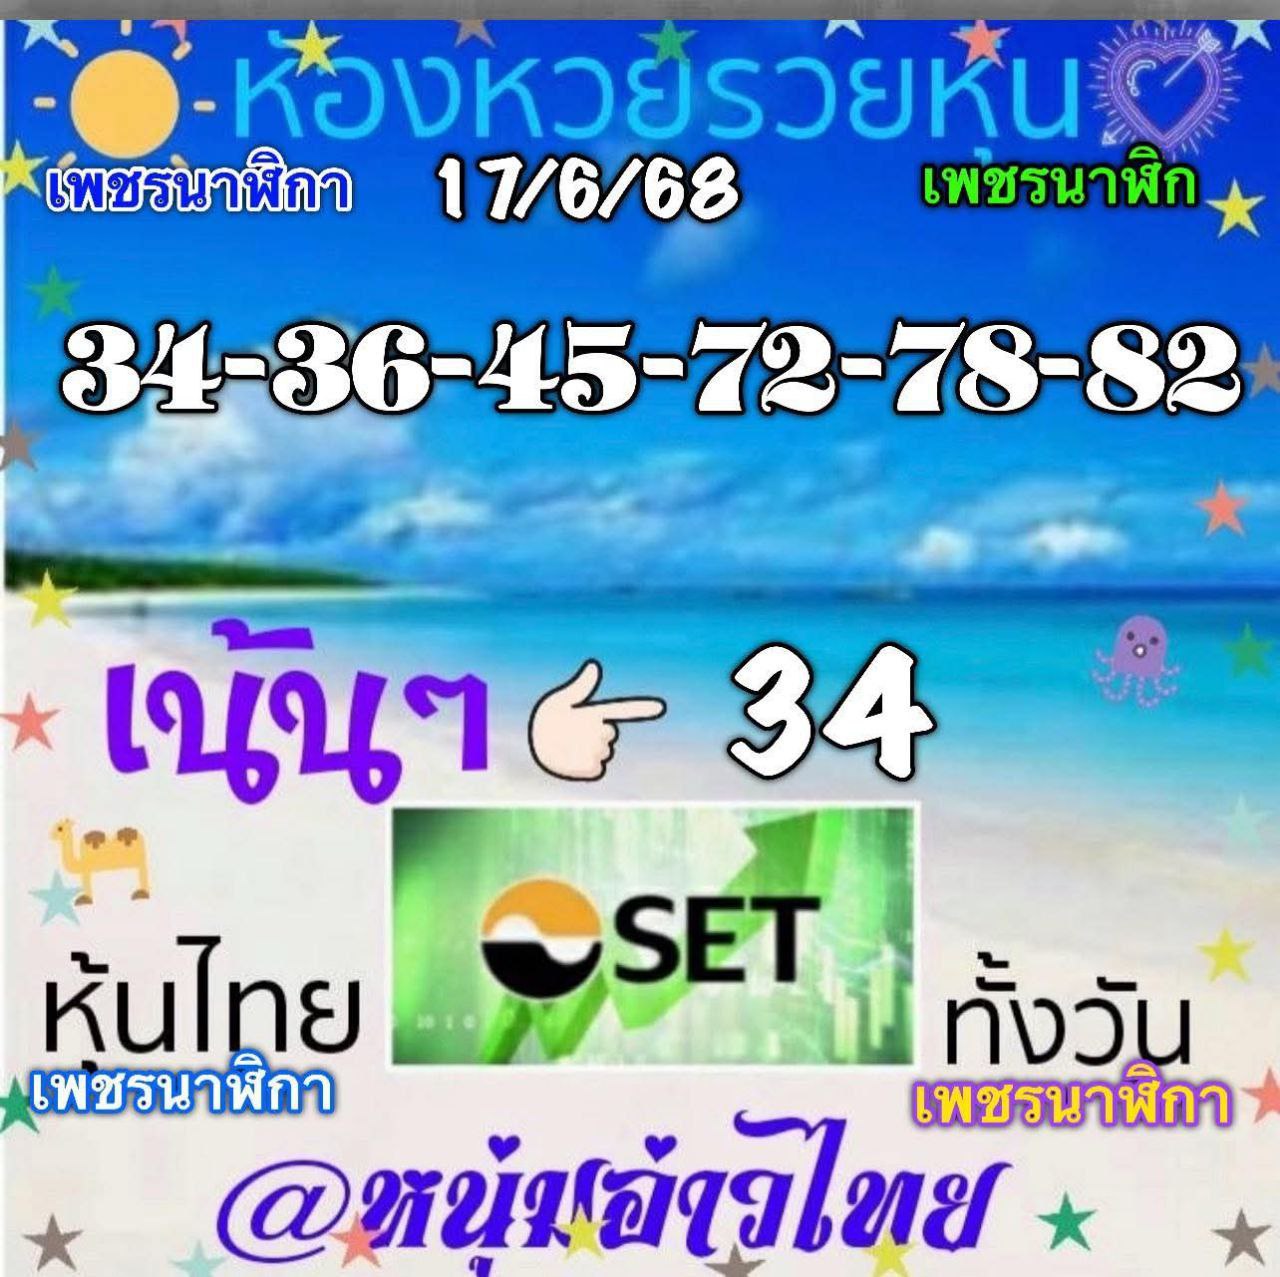 ห้องหวยรวยหุ้น
เพชรนาฬิกา 17/6/68 เพชรนาฬิก
34-36-45-72-78-82
เน้นๆ 34
SET
หุ้นไทย ทั้งวัน
เพชรนาฬิกา เพชรนาฬิกา
@หนุ่มอ่าวไทย